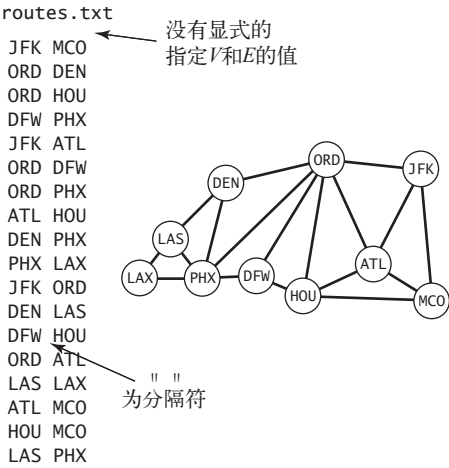 routes.txt
没有显式的
指定V和E的值
JFK MCO
ORD DEN
ORD HOU
DFW PHX
JFK ATL
ORD DFW
ORD PHX
ATL HOU
DEN PHX
PHX LAX
JFK ORD
DEN LAS
DFW HOU
ORD ATL
LAS LAX
ATL MCO
HOU MCO
LAS PHX
" "
为分隔符
ORD
JFK
DEN
LAS
ATL
LAX
PHX
DFW
HOU
MCO